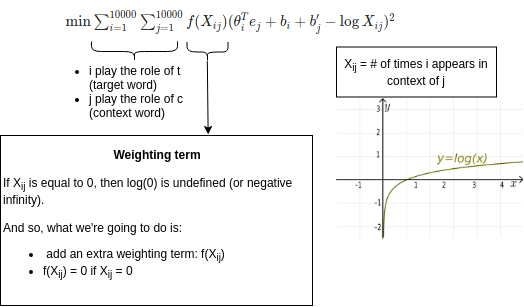 min ∑_{i=1}^{10000} ∑_{j=1}^{10000} f(X_{ij})(θ_i^T e_j + b_i + b'_j − log X_{ij})^2
i play the role of t
(target word)
j play the role of c
(context word)
X_{ij} = # of times i appears in
context of j
Weighting term
If X_{ij} is equal to 0, then log(0) is undefined (or negative
infinity).
And so, what we're going to do is:
add an extra weighting term: f(X_{ij})
f(X_{ij}) = 0 if X_{ij} = 0
3 y
2
1
y=log(x)
-1 1 2 3 4 x
-1
-2